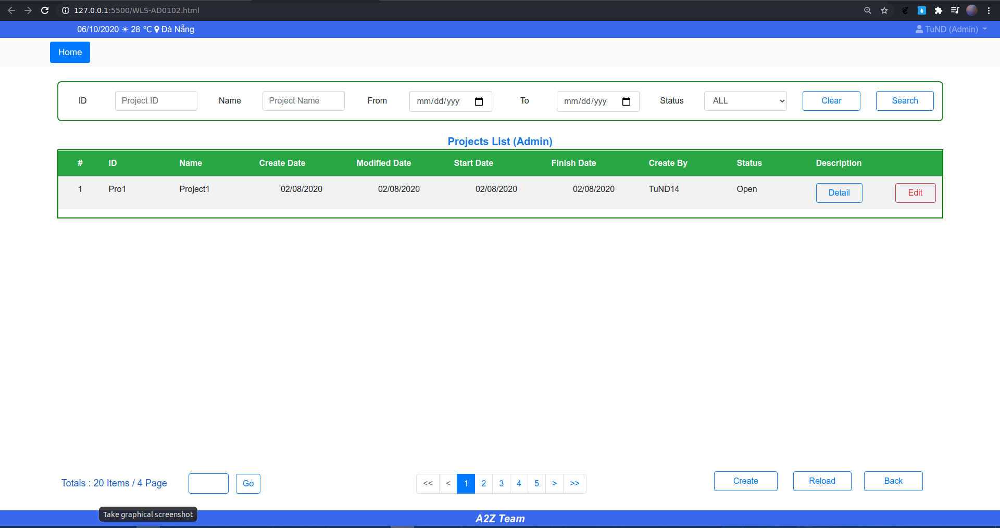 127.0.0.1:5500/WLS-AD0102.html
06/10/2020 ☀ 28 ℃ Đà Nẵng
TuND (Admin)
Home
ID Project ID Name Project Name From mm/dd/yyy To mm/dd/yyy Status ALL Clear Search
Projects List (Admin)
# ID Name Create Date Modified Date Start Date Finish Date Create By Status Description
1 Pro1 Project1 02/08/2020 02/08/2020 02/08/2020 02/08/2020 TuND14 Open Detail Edit
Totals : 20 Items / 4 Page Go << < 1 2 3 4 5 > >> Create Reload Back
Take graphical screenshot
A2Z Team